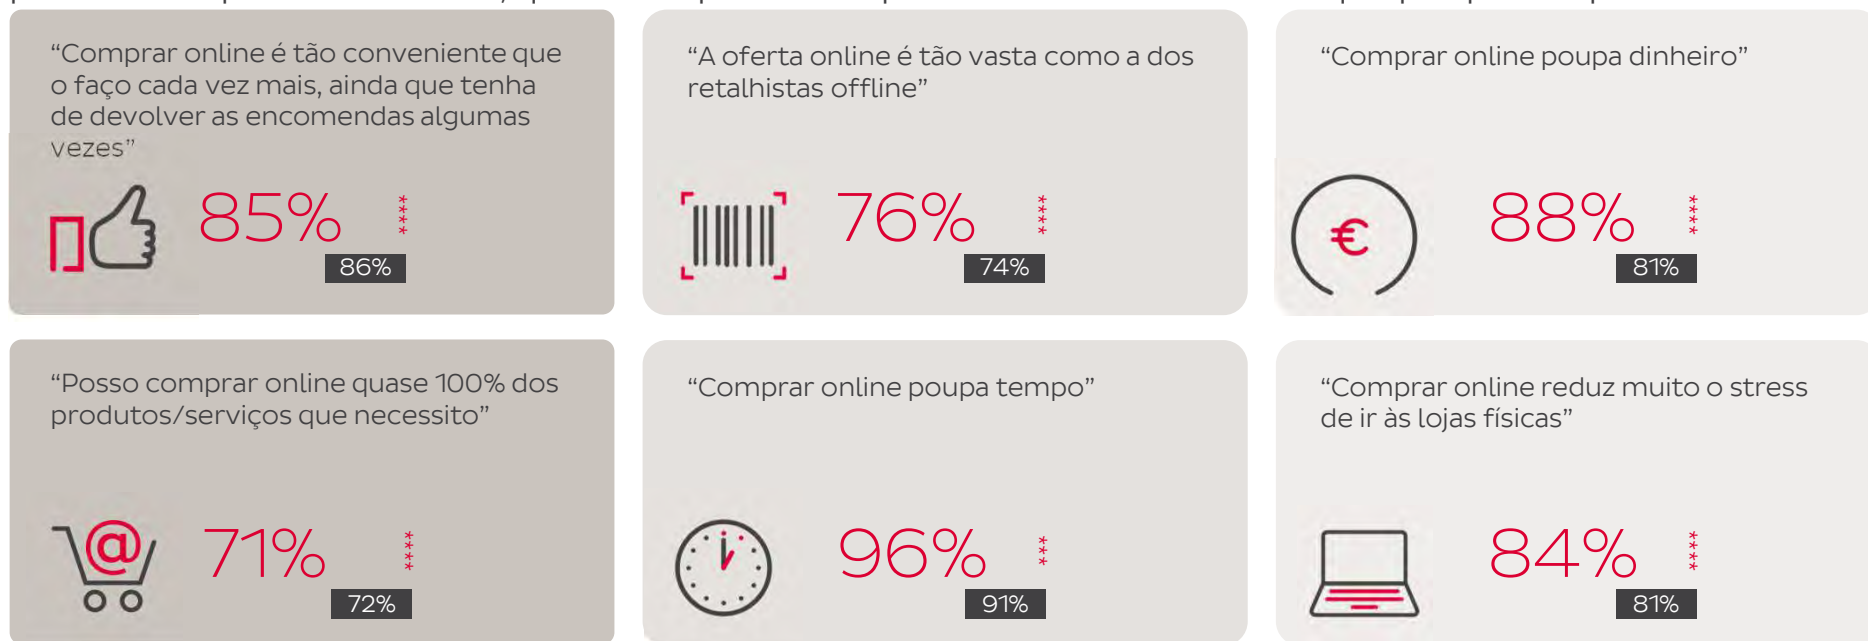 “Comprar online é tão conveniente que
o faço cada vez mais, ainda que tenha
de devolver as encomendas algumas
vezes”
85% ****
86%
“A oferta online é tão vasta como a dos
retalhistas offline”
76% ****
74%
“Comprar online poupa dinheiro”
€
88% ****
81%
“Posso comprar online quase 100% dos
produtos/serviços que necessito”
@
71% ****
72%
“Comprar online poupa tempo”
96% ***
91%
“Comprar online reduz muito o stress
de ir às lojas físicas”
84% ****
81%